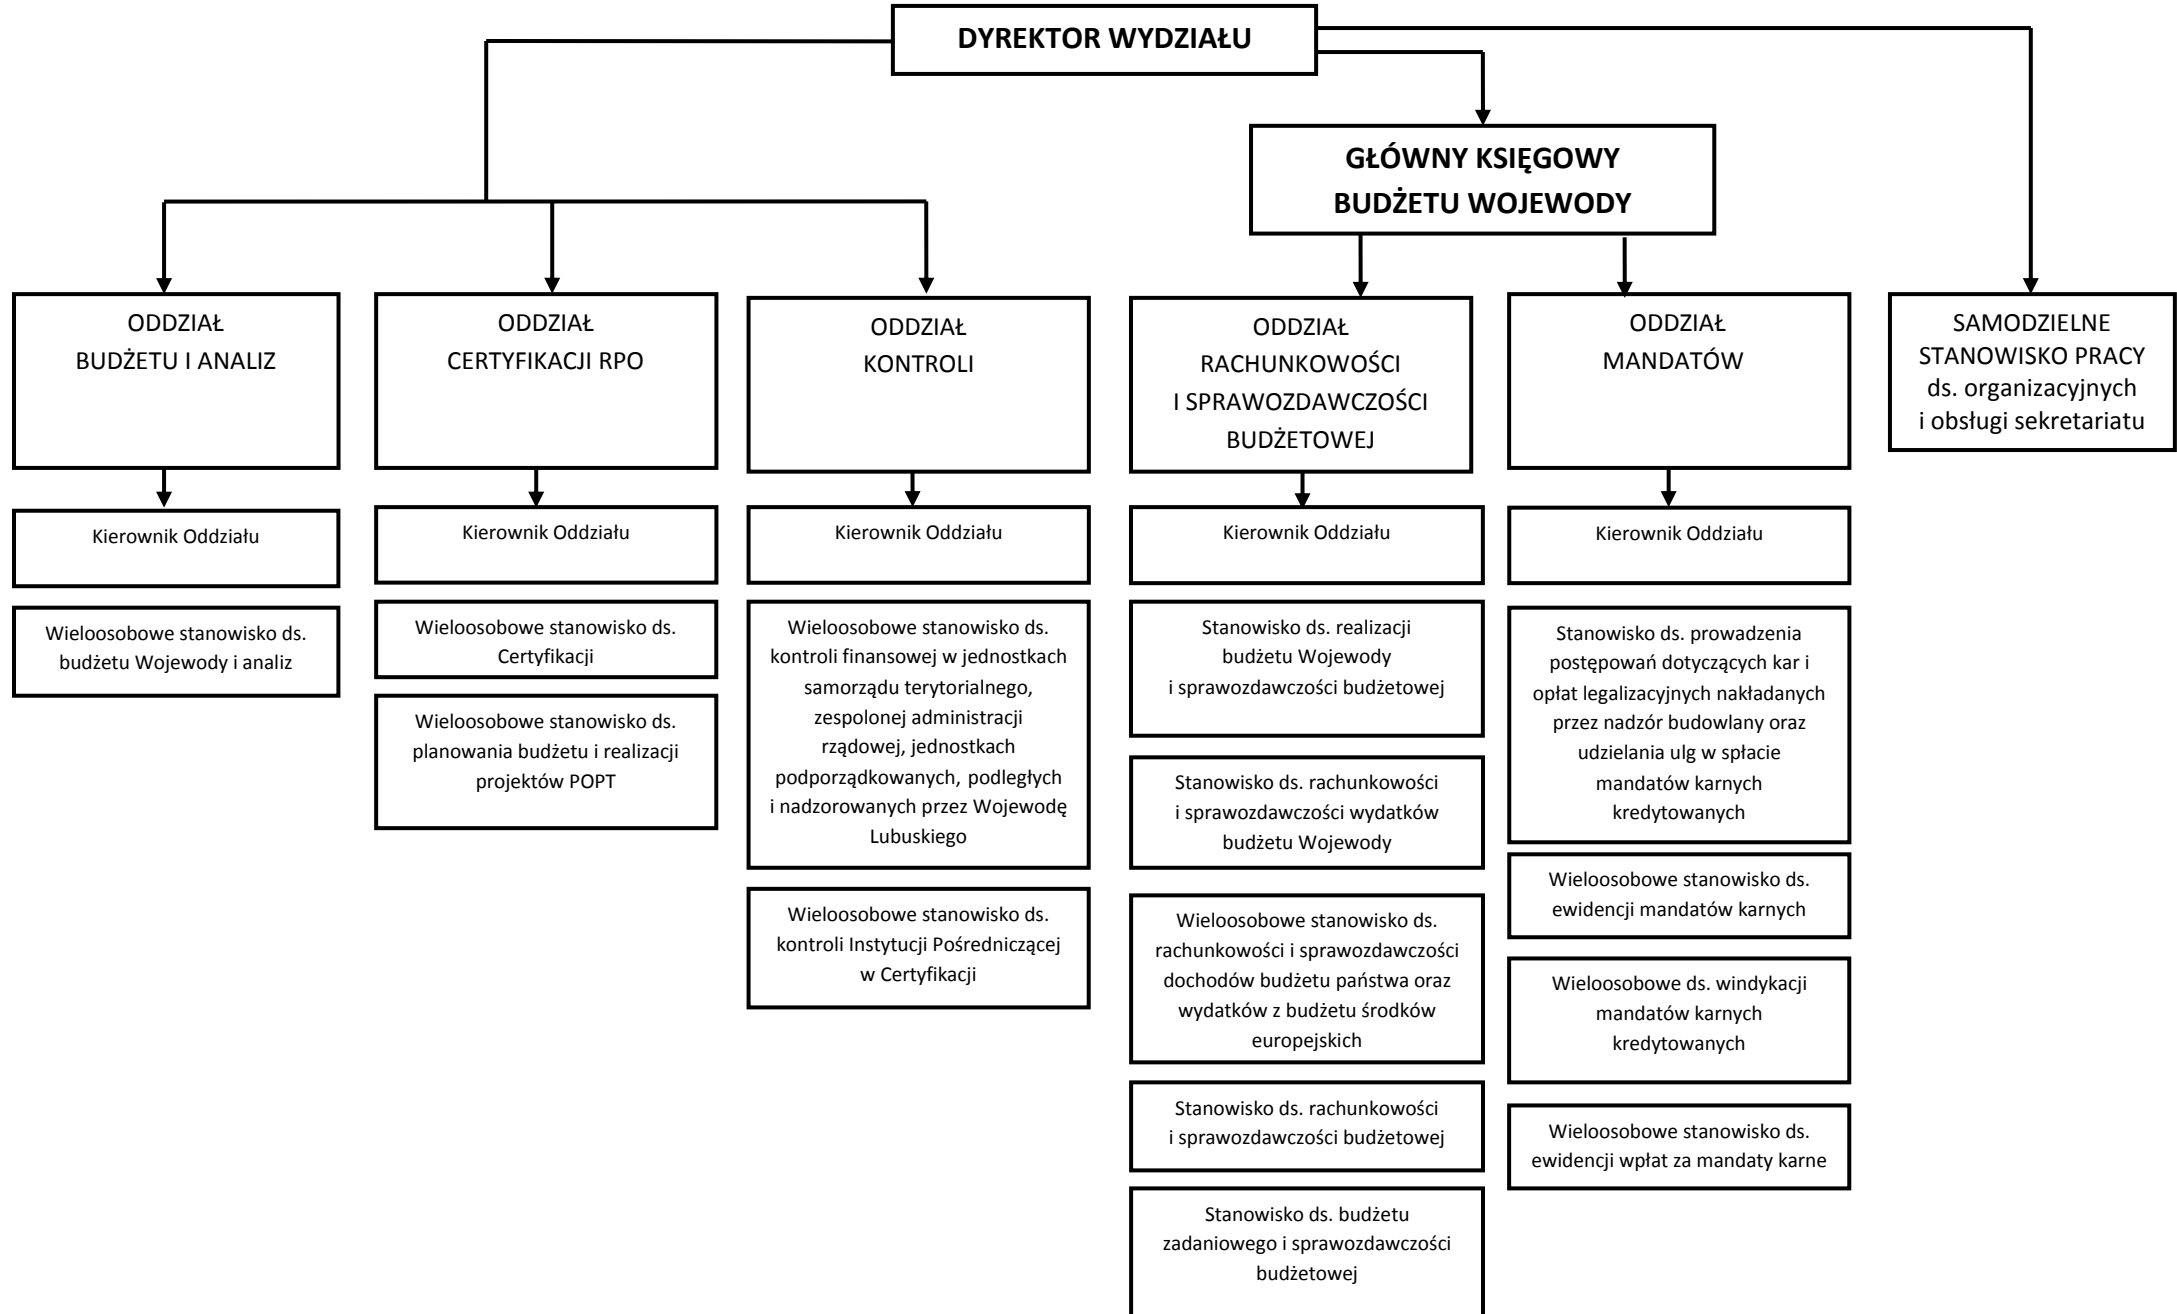 DYREKTOR WYDZIAŁU
GŁÓWNY KSIĘGOWY
BUDŻETU WOJEWODY
ODDZIAŁ
BUDŻETU I ANALIZ
ODDZIAŁ
CERTYFIKACJI RPO
ODDZIAŁ
KONTROLI
ODDZIAŁ
RACHUNKOWOŚCI
I SPRAWOZDAWCZOŚCI
BUDŻETOWEJ
ODDZIAŁ
MANDATÓW
SAMODZIELNE
STANOWISKO PRACY
ds. organizacyjnych
i obsługi sekretariatu
Kierownik Oddziału
Wieloosobowe stanowisko ds.
budżetu Wojewody i analiz
Kierownik Oddziału
Wieloosobowe stanowisko ds.
Certyfikacji
Wieloosobowe stanowisko ds.
planowania budżetu i realizacji
projektów POPT
Kierownik Oddziału
Wieloosobowe stanowisko ds.
kontroli finansowej w jednostkach
samorządu terytorialnego,
zespolonej administracji
rządowej, jednostkach
podporządkowanych, podległych
i nadzorowanych przez Wojewodę
Lubuskiego
Wieloosobowe stanowisko ds.
kontroli Instytucji Pośredniczącej
w Certyfikacji
Kierownik Oddziału
Stanowisko ds. realizacji
budżetu Wojewody
i sprawozdawczości budżetowej
Stanowisko ds. rachunkowości
i sprawozdawczości wydatków
budżetu Wojewody
Wieloosobowe stanowisko ds.
rachunkowości i sprawozdawczości
dochodów budżetu państwa oraz
wydatków z budżetu środków
europejskich
Stanowisko ds. rachunkowości
i sprawozdawczości budżetowej
Stanowisko ds. budżetu
zadaniowego i sprawozdawczości
budżetowej
Kierownik Oddziału
Stanowisko ds. prowadzenia
postępowań dotyczących kar i
opłat legalizacyjnych nakładanych
przez nadzór budowlany oraz
udzielania ulg w spłacie
mandatów karnych
kredytowanych
Wieloosobowe stanowisko ds.
ewidencji mandatów karnych
Wieloosobowe ds. windykacji
mandatów karnych
kredytowanych
Wieloosobowe stanowisko ds.
ewidencji wpłat za mandaty karne